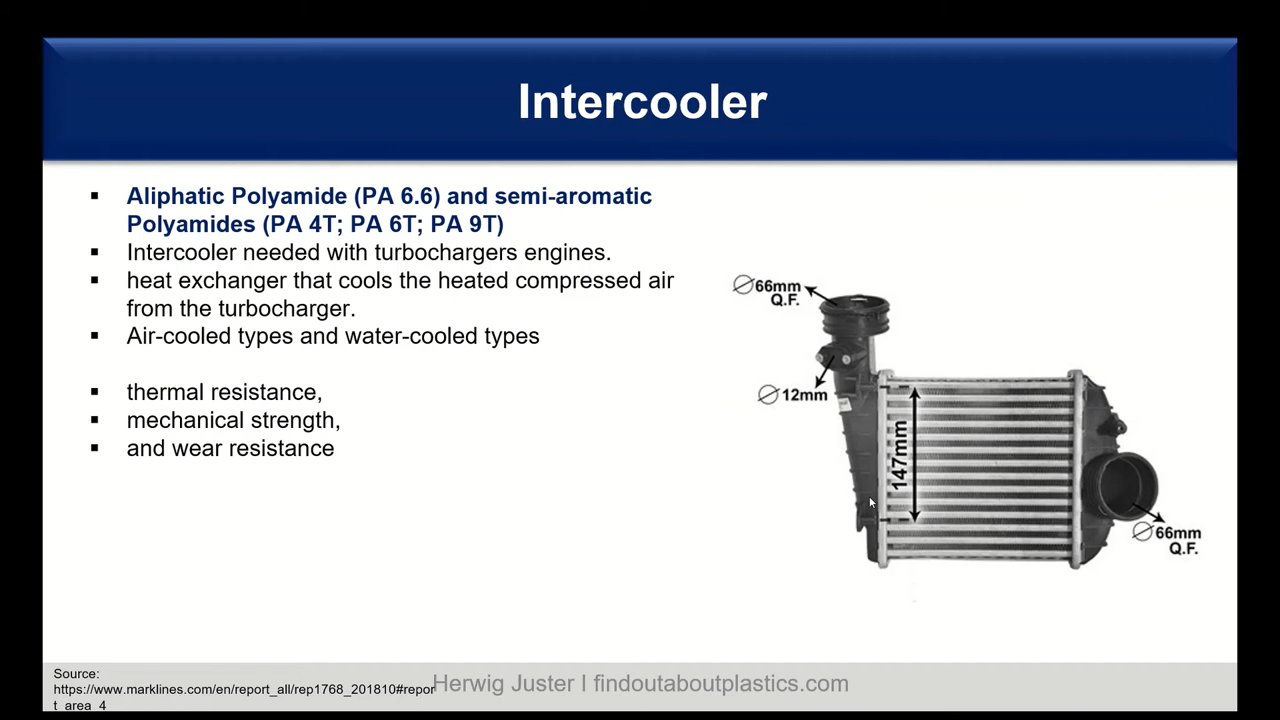 Intercooler
▪ Aliphatic Polyamide (PA 6.6) and semi-aromatic
Polyamides (PA 4T; PA 6T; PA 9T)
▪ Intercooler needed with turbochargers engines.
▪ heat exchanger that cools the heated compressed air
from the turbocharger.
▪ Air-cooled types and water-cooled types
▪ thermal resistance,
▪ mechanical strength,
▪ and wear resistance
∅66mm
Q.F.
∅12mm
147mm
∅66mm
Q.F.
Source:
https://www.marklines.com/en/report_all/rep1768_201810#repor
t_area_4
Herwig Juster I findoutaboutplastics.com